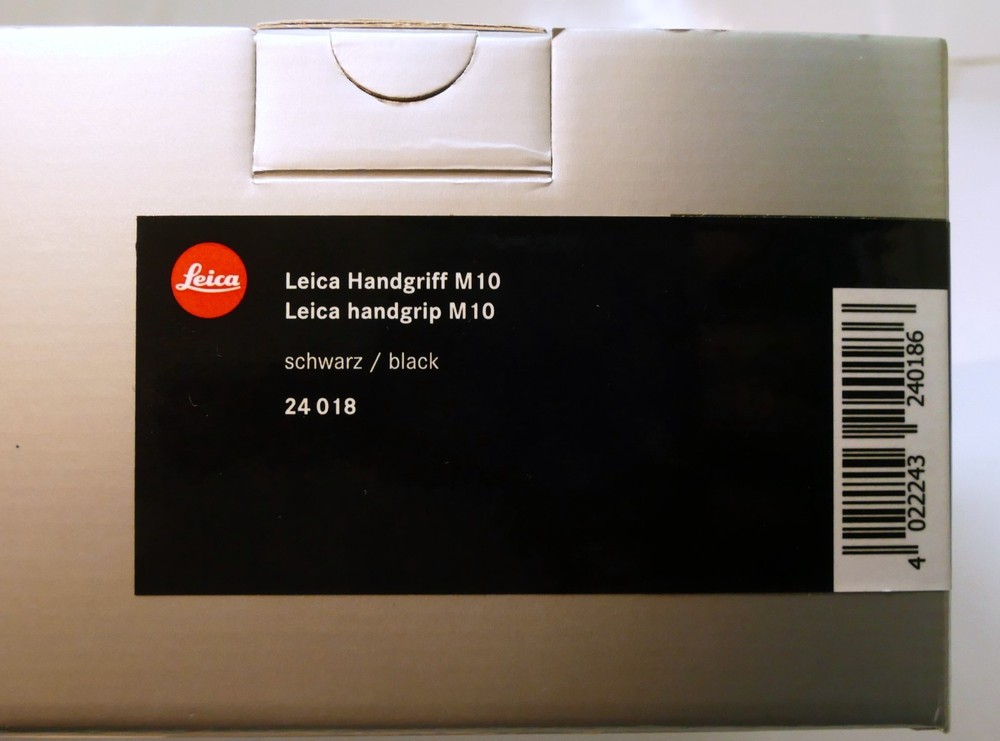 Leica
Leica Handgriff M10
Leica handgrip M10
schwarz / black
24 018
4 022243 240186